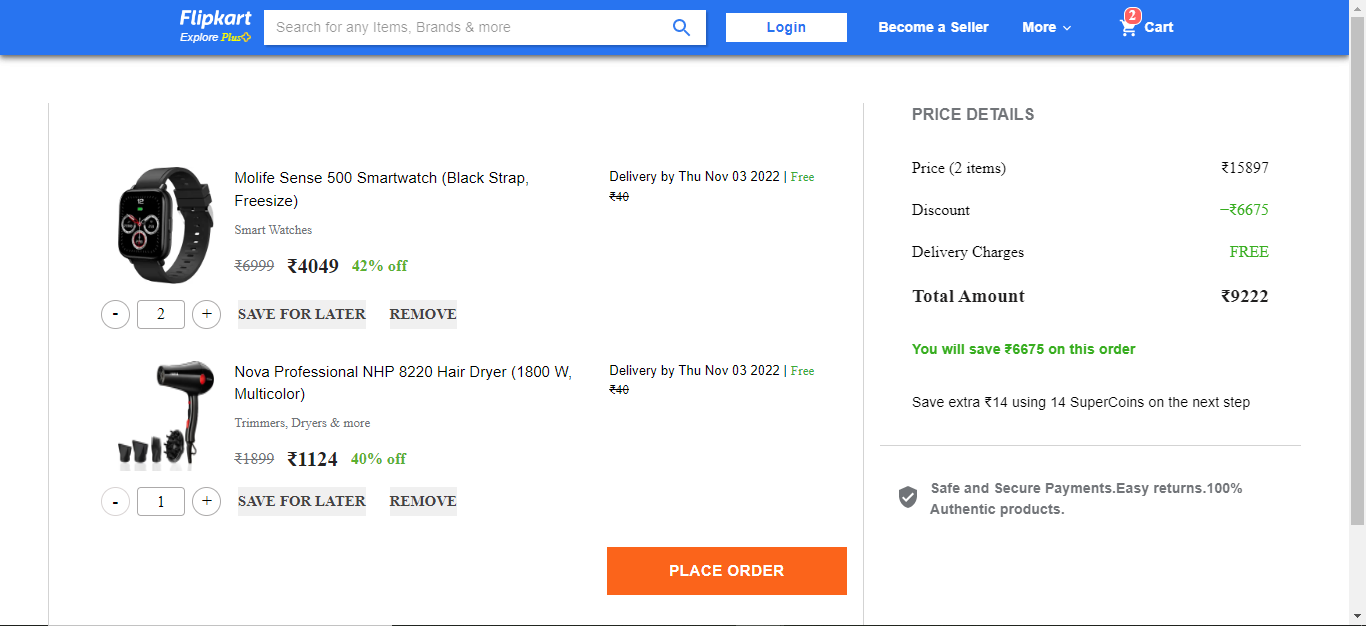 Flipkart
Explore Plus
Search for any Items, Brands & more
Login
Become a Seller
More
2
Cart
Molife Sense 500 Smartwatch (Black Strap,
Freesize)
Smart Watches
₹6999 ₹4049 42% off
Delivery by Thu Nov 03 2022 | Free
₹40
- 2 + SAVE FOR LATER REMOVE
Nova Professional NHP 8220 Hair Dryer (1800 W,
Multicolor)
Trimmers, Dryers & more
₹1899 ₹1124 40% off
Delivery by Thu Nov 03 2022 | Free
₹40
- 1 + SAVE FOR LATER REMOVE
PLACE ORDER
PRICE DETAILS
Price (2 items) ₹15897
Discount −₹6675
Delivery Charges FREE
Total Amount ₹9222
You will save ₹6675 on this order
Save extra ₹14 using 14 SuperCoins on the next step
Safe and Secure Payments.Easy returns.100%
Authentic products.